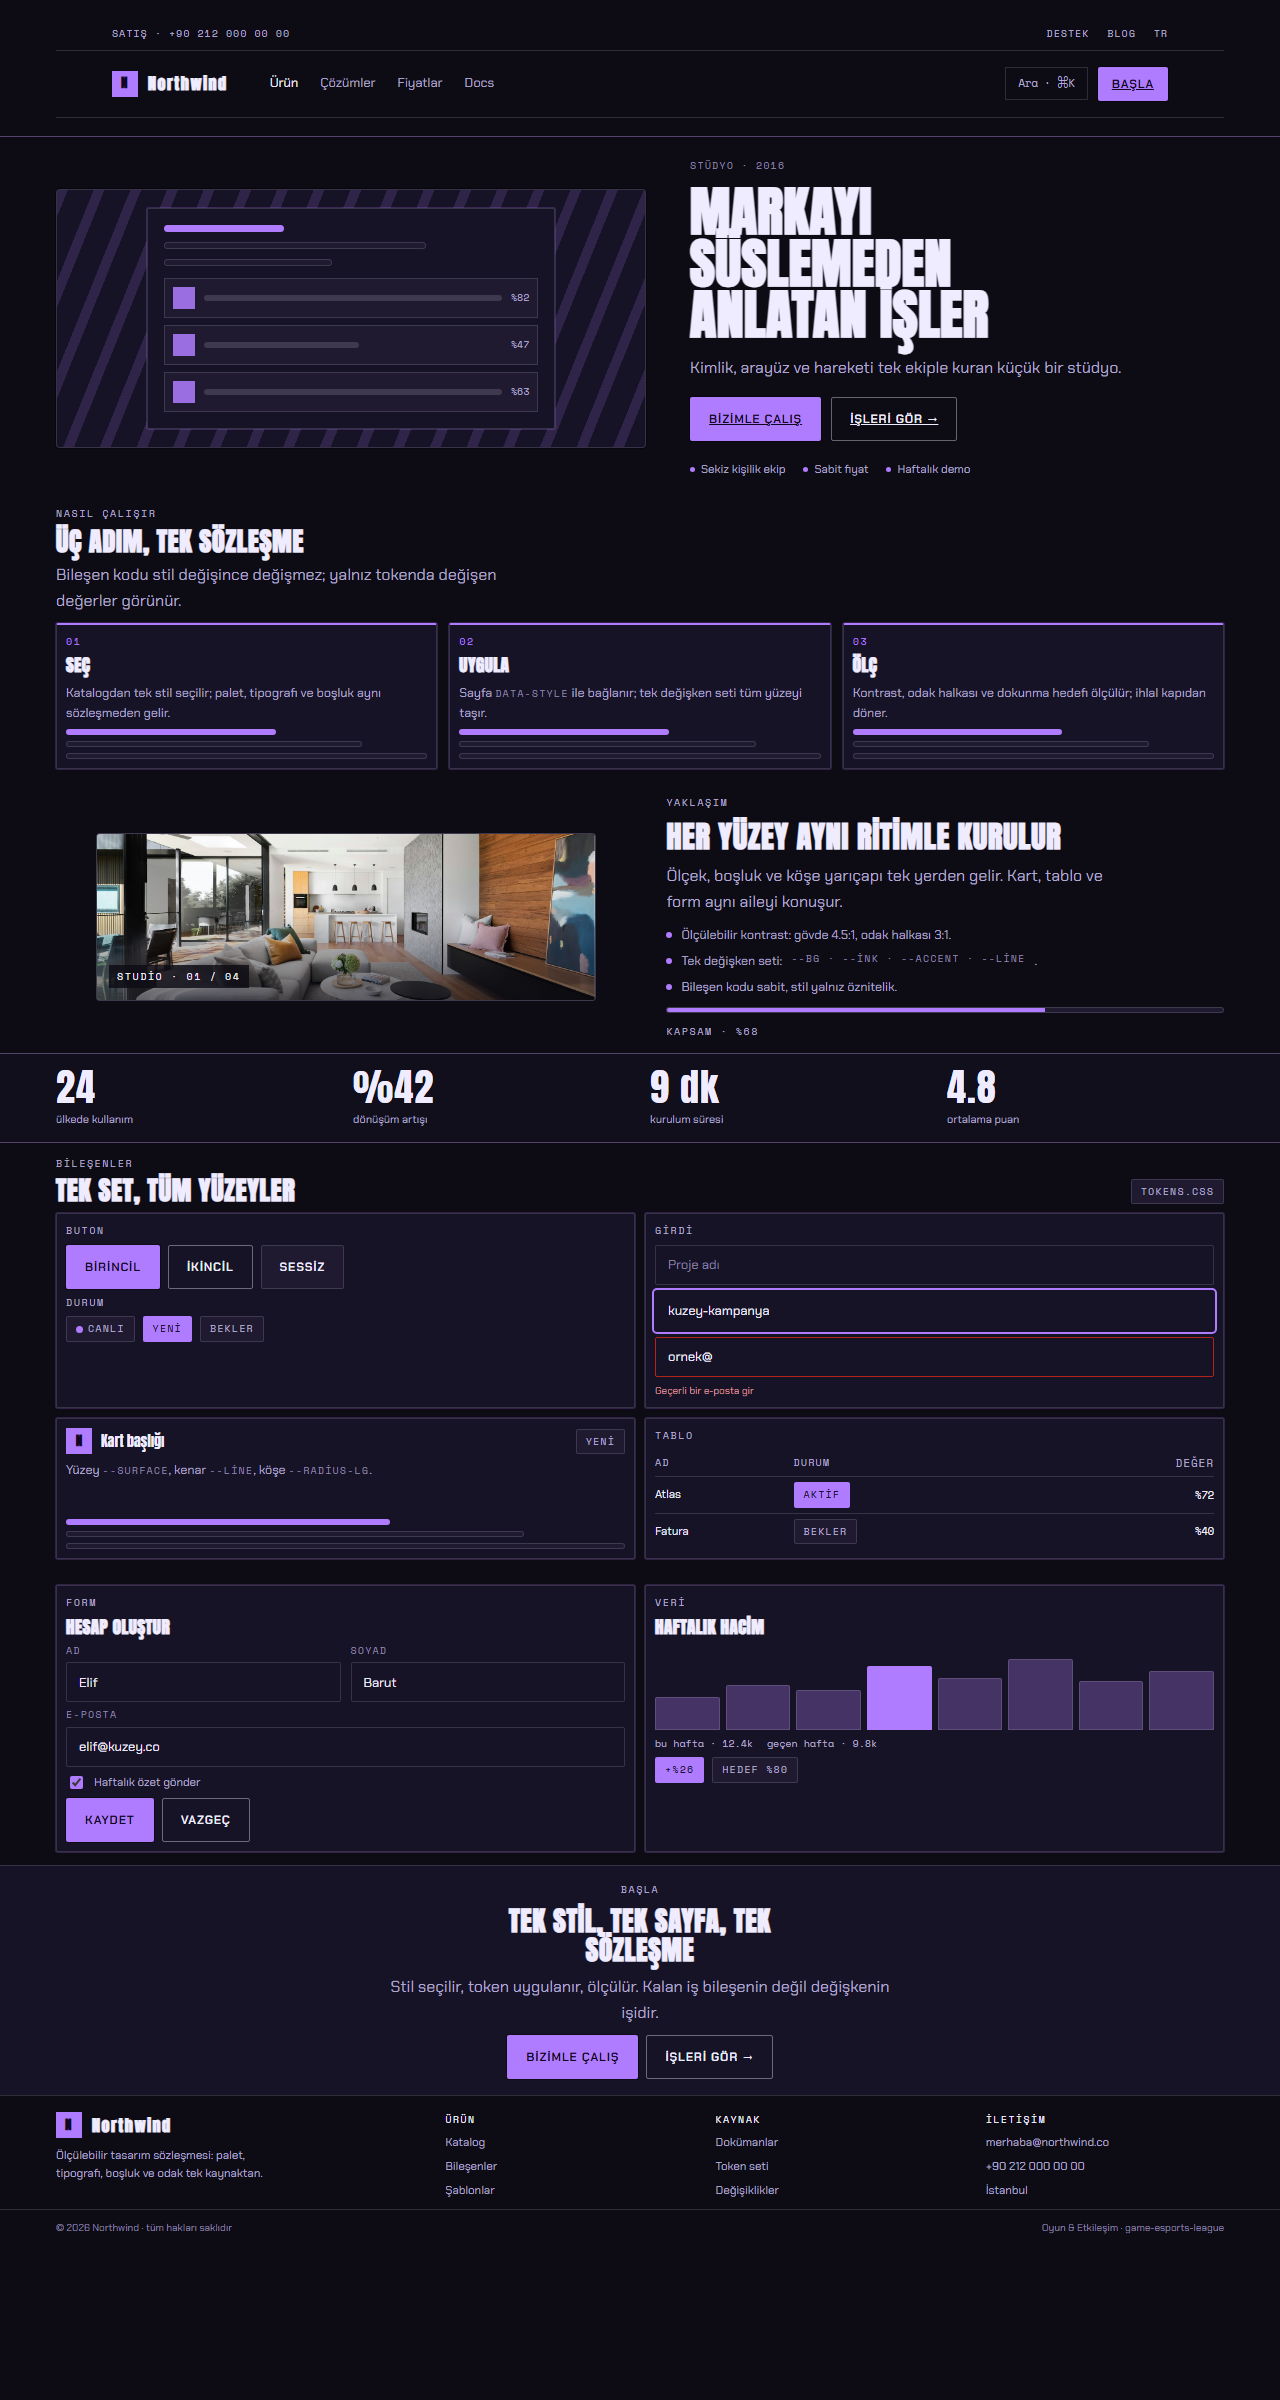 SATIŞ · +90 212 000 00 00
DESTEK BLOG TR
Northwind Ürün Çözümler Fiyatlar Docs
Ara · ⌘K
BAŞLA
STÜDYO · 2016
MARKAYI
SÜSLEMEDEN
ANLATAN İŞLER
Kimlik, arayüz ve hareketi tek ekiple kuran küçük bir stüdyo.
BİZİMLE ÇALIŞ
İŞLERİ GÖR →
Sekiz kişilik ekip Sabit fiyat Haftalık demo
%82
%47
%63
NASIL ÇALIŞIR
ÜÇ ADIM, TEK SÖZLEŞME
Bileşen kodu stil değişince değişmez; yalnız tokenda değişen
değerler görünür.
01
SEÇ
Katalogdan tek stil seçilir; palet, tipografi ve boşluk aynı
sözleşmeden gelir.
02
UYGULA
Sayfa DATA-STYLE ile bağlanır; tek değişken seti tüm yüzeyi
taşır.
03
ÖLÇ
Kontrast, odak halkası ve dokunma hedefi ölçülür; ihlal kapıdan
döner.
STUDİO · 01 / 04
YAKLAŞIM
HER YÜZEY AYNI RİTİMLE KURULUR
Ölçek, boşluk ve köşe yarıçapı tek yerden gelir. Kart, tablo ve
form aynı aileyi konuşur.
Ölçülebilir kontrast: gövde 4.5:1, odak halkası 3:1.
Tek değişken seti: --BG · --İNK · --ACCENT · --LİNE .
Bileşen kodu sabit, stil yalnız öznitelik.
KAPSAM · %68
24
ülkede kullanım
%42
dönüşüm artışı
9 dk
kurulum süresi
4.8
ortalama puan
BİLEŞENLER
TEK SET, TÜM YÜZEYLER
TOKENS.CSS
BUTON
BİRİNCİL İKİNCİL SESSİZ
DURUM
CANLI YENİ BEKLER
GİRDİ
Proje adı
kuzey-kampanya
ornek@
Geçerli bir e-posta gir
Kart başlığı
YENİ
Yüzey --SURFACE, kenar --LİNE, köşe --RADİUS-LG.
TABLO
AD DURUM DEĞER
Atlas AKTİF %72
Fatura BEKLER %40
FORM
HESAP OLUŞTUR
AD SOYAD
Elif Barut
E-POSTA
elif@kuzey.co
Haftalık özet gönder
KAYDET VAZGEÇ
VERİ
HAFTALIK HACİM
bu hafta · 12.4k geçen hafta · 9.8k
+%26 HEDEF %80
BAŞLA
TEK STİL, TEK SAYFA, TEK
SÖZLEŞME
Stil seçilir, token uygulanır, ölçülür. Kalan iş bileşenin değil değişkenin
işidir.
BİZİMLE ÇALIŞ
İŞLERİ GÖR →
Northwind
Ölçülebilir tasarım sözleşmesi: palet,
tipografi, boşluk ve odak tek kaynaktan.
ÜRÜN
Katalog
Bileşenler
Şablonlar
KAYNAK
Dokümanlar
Token seti
Değişiklikler
İLETİŞİM
merhaba@northwind.co
+90 212 000 00 00
İstanbul
© 2026 Northwind · tüm hakları saklıdır
Oyun & Etkileşim · game-esports-league